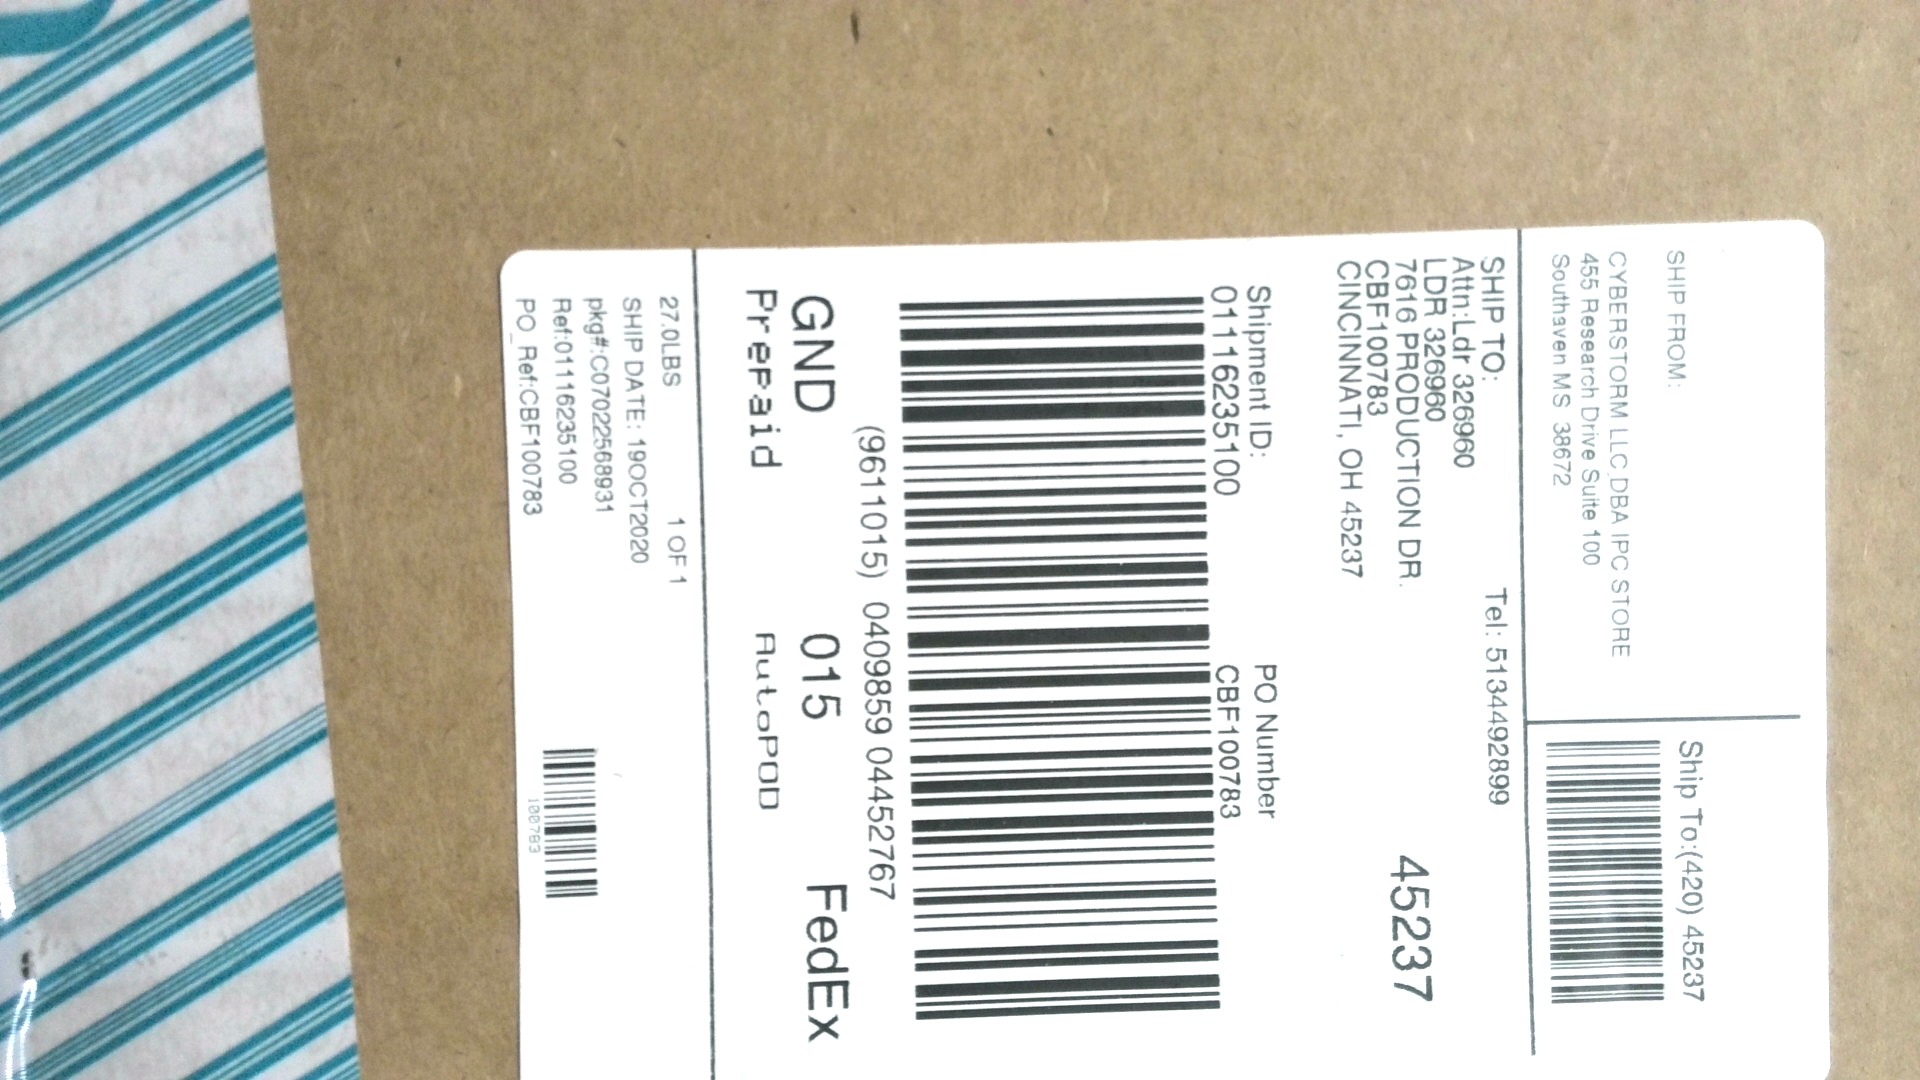 SHIP FROM:
CYBERSTORM LLC DBA IPC STORE
455 Research Drive Suite 100
Southaven MS 38672
Ship To:(420) 45237
SHIP TO: Tel: 5134492899
Attn:Ldr 326960
LDR 326960
7616 PRODUCTION DR.
CBF100783
CINCINNATI, OH 45237
45237
Shipment ID: PO Number
01116235100 CBF100783
(9611015) 0409859 04452767
GND 015 FedEx
Prepaid AutoPOD
27.0LBS 1 OF 1
SHIP DATE: 19OCT2020
pkg#:C070225689​31
Ref:01116235100
PO_Ref:CBF100783
100783